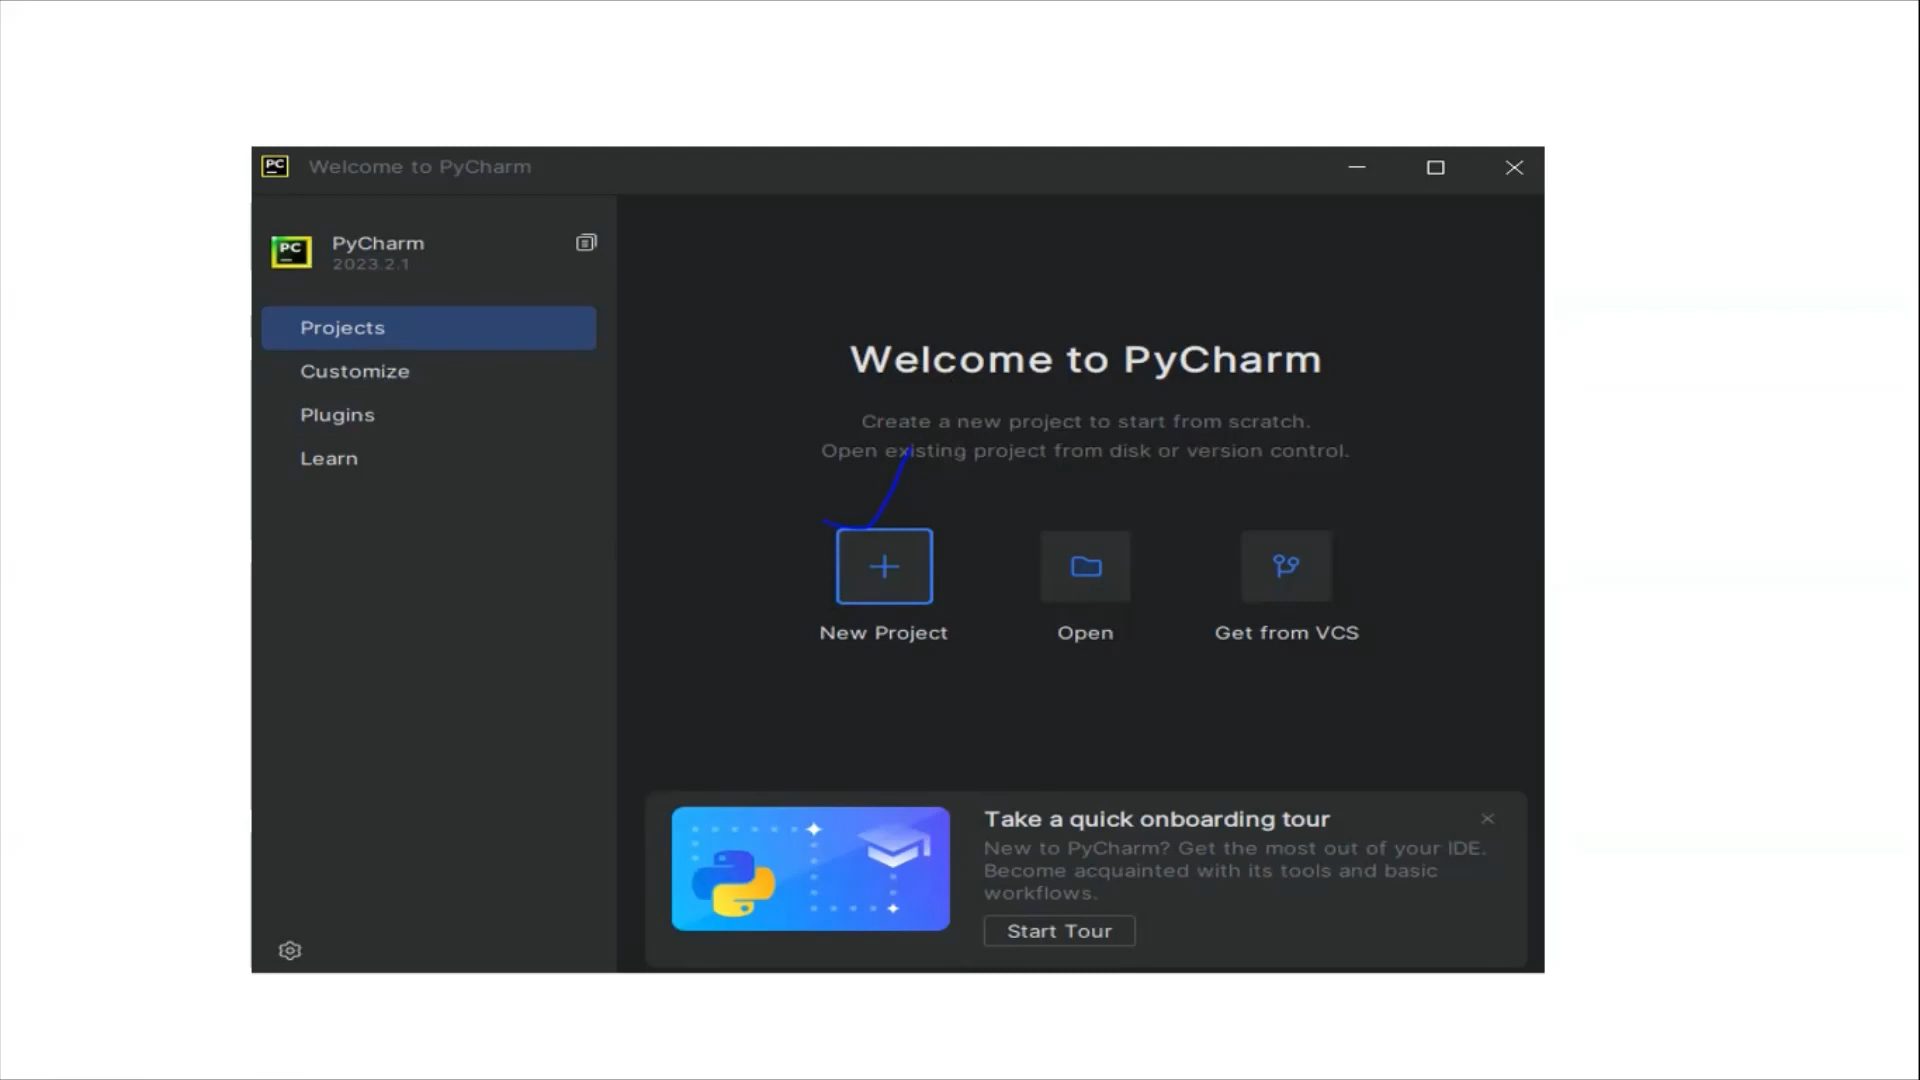 PC Welcome to PyCharm
PC PyCharm
2023.2.1
Projects
Customize
Plugins
Learn
Welcome to PyCharm
Create a new project to start from scratch.
Open existing project from disk or version control.
New Project
Open
Get from VCS
Take a quick onboarding tour
New to PyCharm? Get the most out of your IDE.
Become acquainted with its tools and basic
workflows.
Start Tour